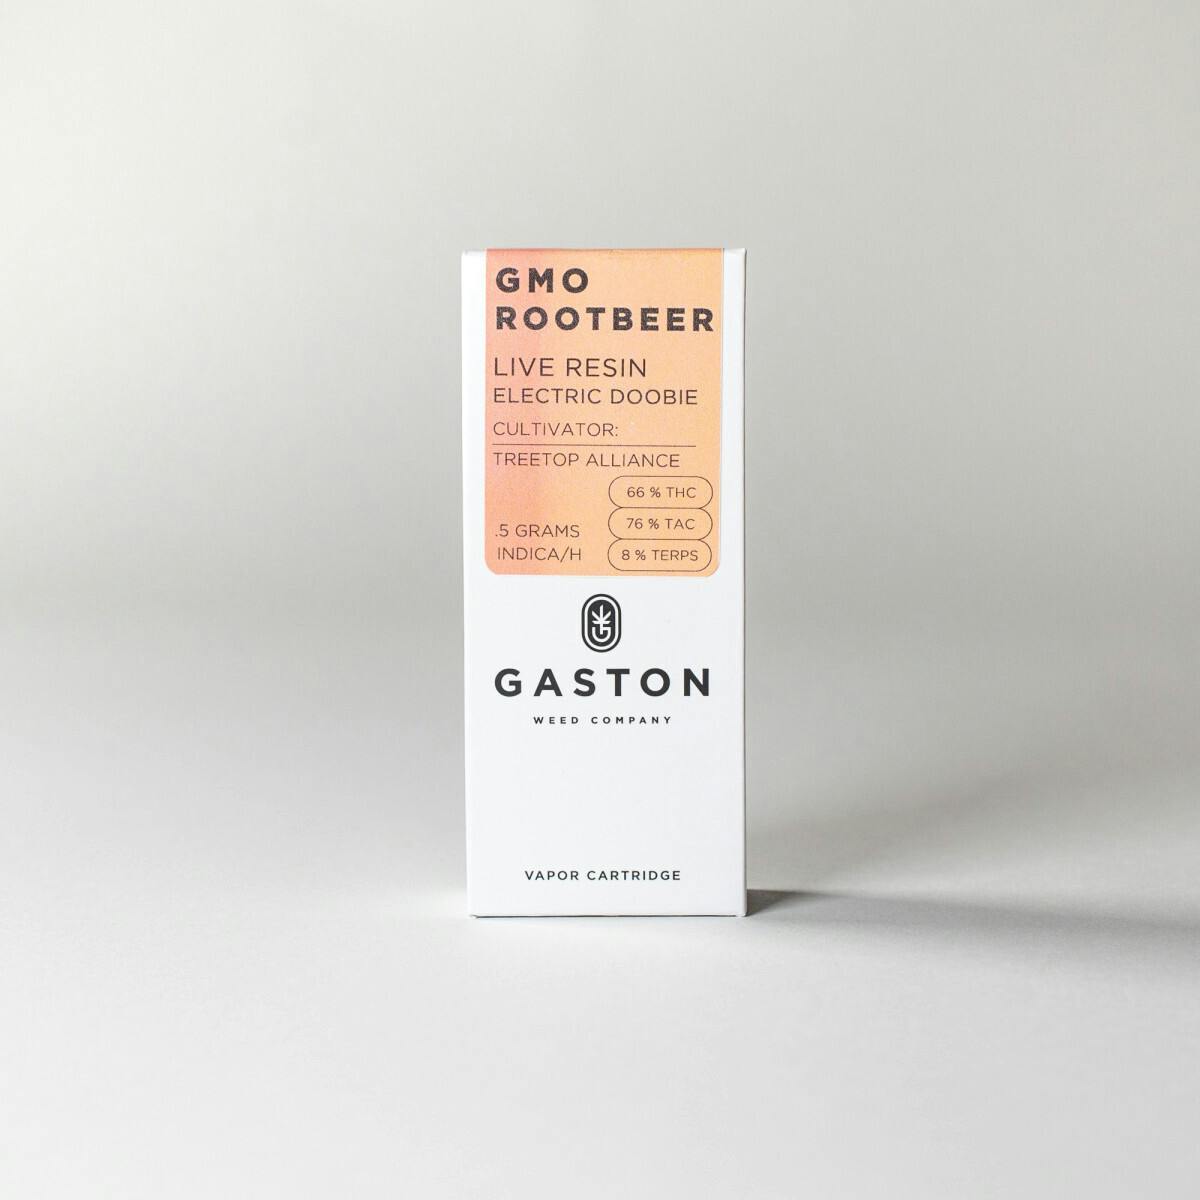 GMO
ROOTBEER
LIVE RESIN
ELECTRIC DOOBIE
CULTIVATOR:
TREETOP ALLIANCE
66 % THC
76 % TAC
.5 GRAMS
INDICA/H
8 % TERPS
GASTON
WEED COMPANY
VAPOR CARTRIDGE